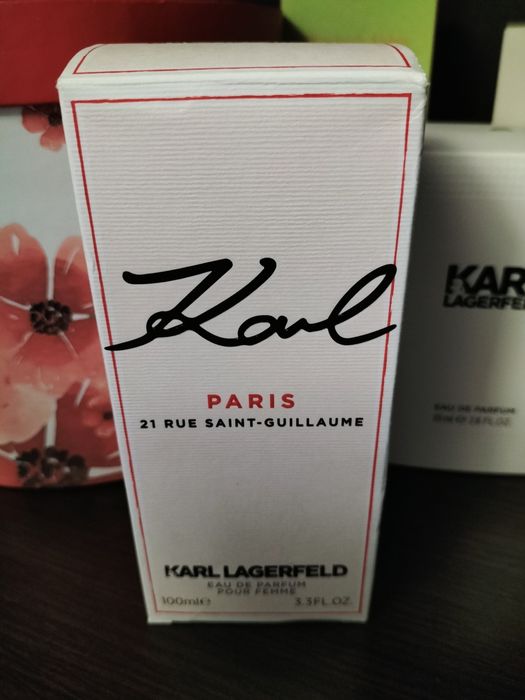 Karl
PARIS
21 RUE SAINT-GUILLAUME
KARL LAGERFELD
EAU DE PARFUM
POUR FEMME
100ml℮ 3.3FL.OZ.
KAR
LAGERFE
EAU DE PARFUM